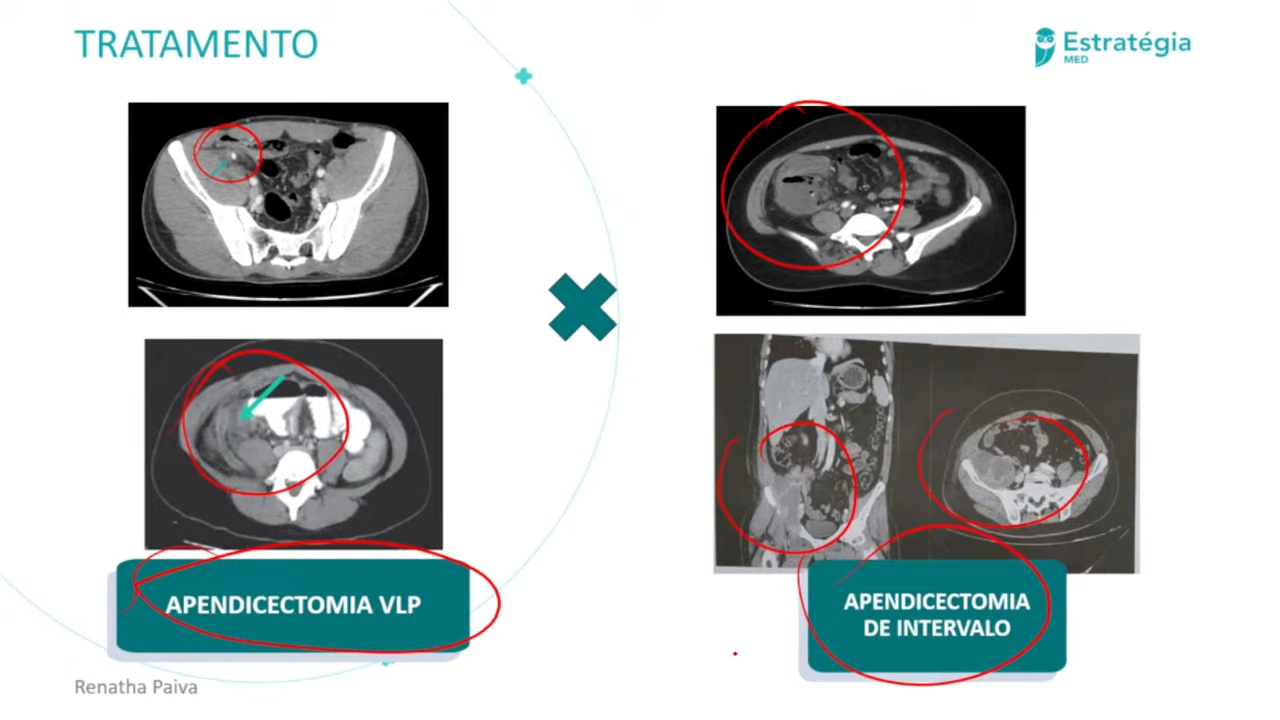 TRATAMENTO
Estratégia
MED
APENDICECTOMIA VLP
APENDICECTOMIA
DE INTERVALO
Renatha Paiva